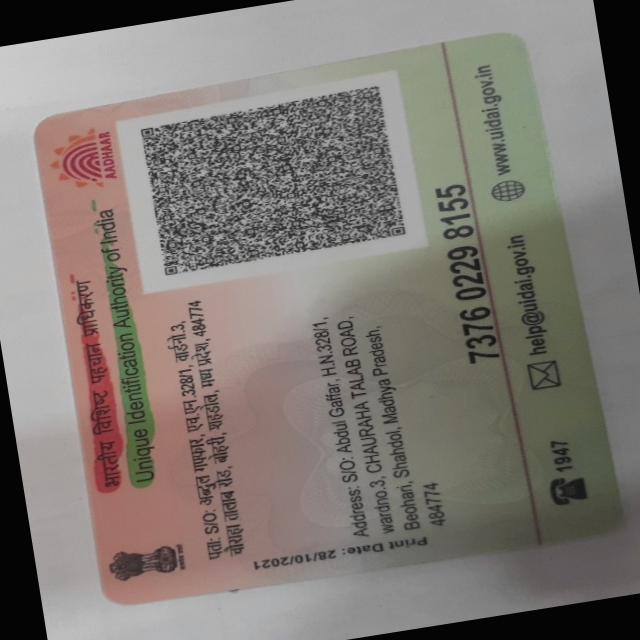 भारतीय विशिष्ट पहचान प्राधिकरण
Unique Identification Authority of India
AADHAAR
पता: S/O: अब्दुल गफ्फार, एच.एन.328/1, वार्ड नं.3,
चौराहा तालाब रोड, ब्योहारी, शहडोल, मध्य प्रदेश, 484774
Address: S/O: Abdul Gaffar, H.N.328/1,
wardno.3, CHAURAHA TALAB ROAD,
Beohari, Shahdol, Madhya Pradesh,
484774
Print Date: 28/10/2021
7376 0229 8155
1947
help@uidai.gov.in
www.uidai.gov.in